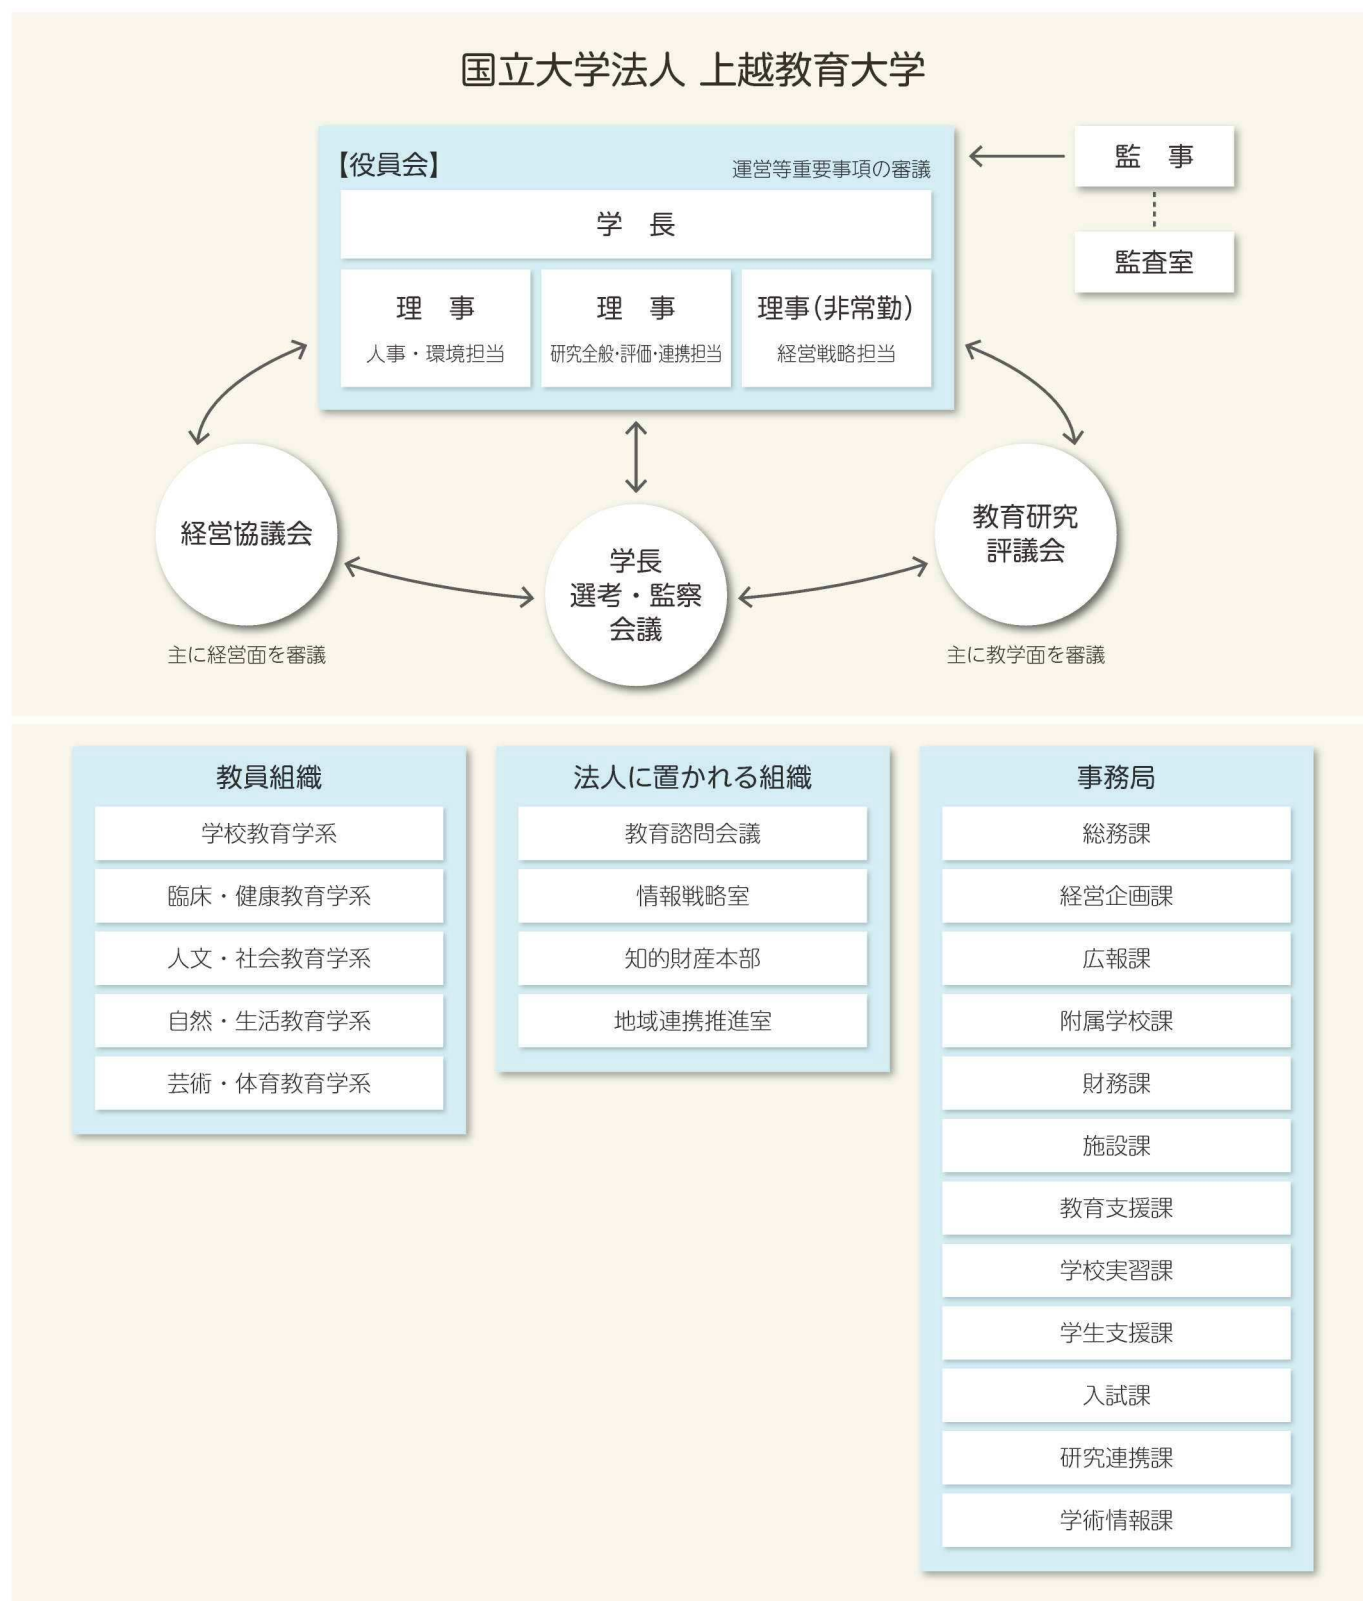 国立大学法人 上越教育大学
【役員会】
運営等重要事項の審議
学　長
理　事
人事・環境担当
理　事
研究全般・評価・連携担当
理事(非常勤)
経営戦略担当
監　事
監査室
経営協議会
主に経営面を審議
学長
選考・監察
会議
教育研究
評議会
主に教学面を審議
教員組織
学校教育学系
臨床・健康教育学系
人文・社会教育学系
自然・生活教育学系
芸術・体育教育学系
法人に置かれる組織
教育諮問会議
情報戦略室
知的財産本部
地域連携推進室
事務局
総務課
経営企画課
広報課
附属学校課
財務課
施設課
教育支援課
学校実習課
学生支援課
入試課
研究連携課
学術情報課